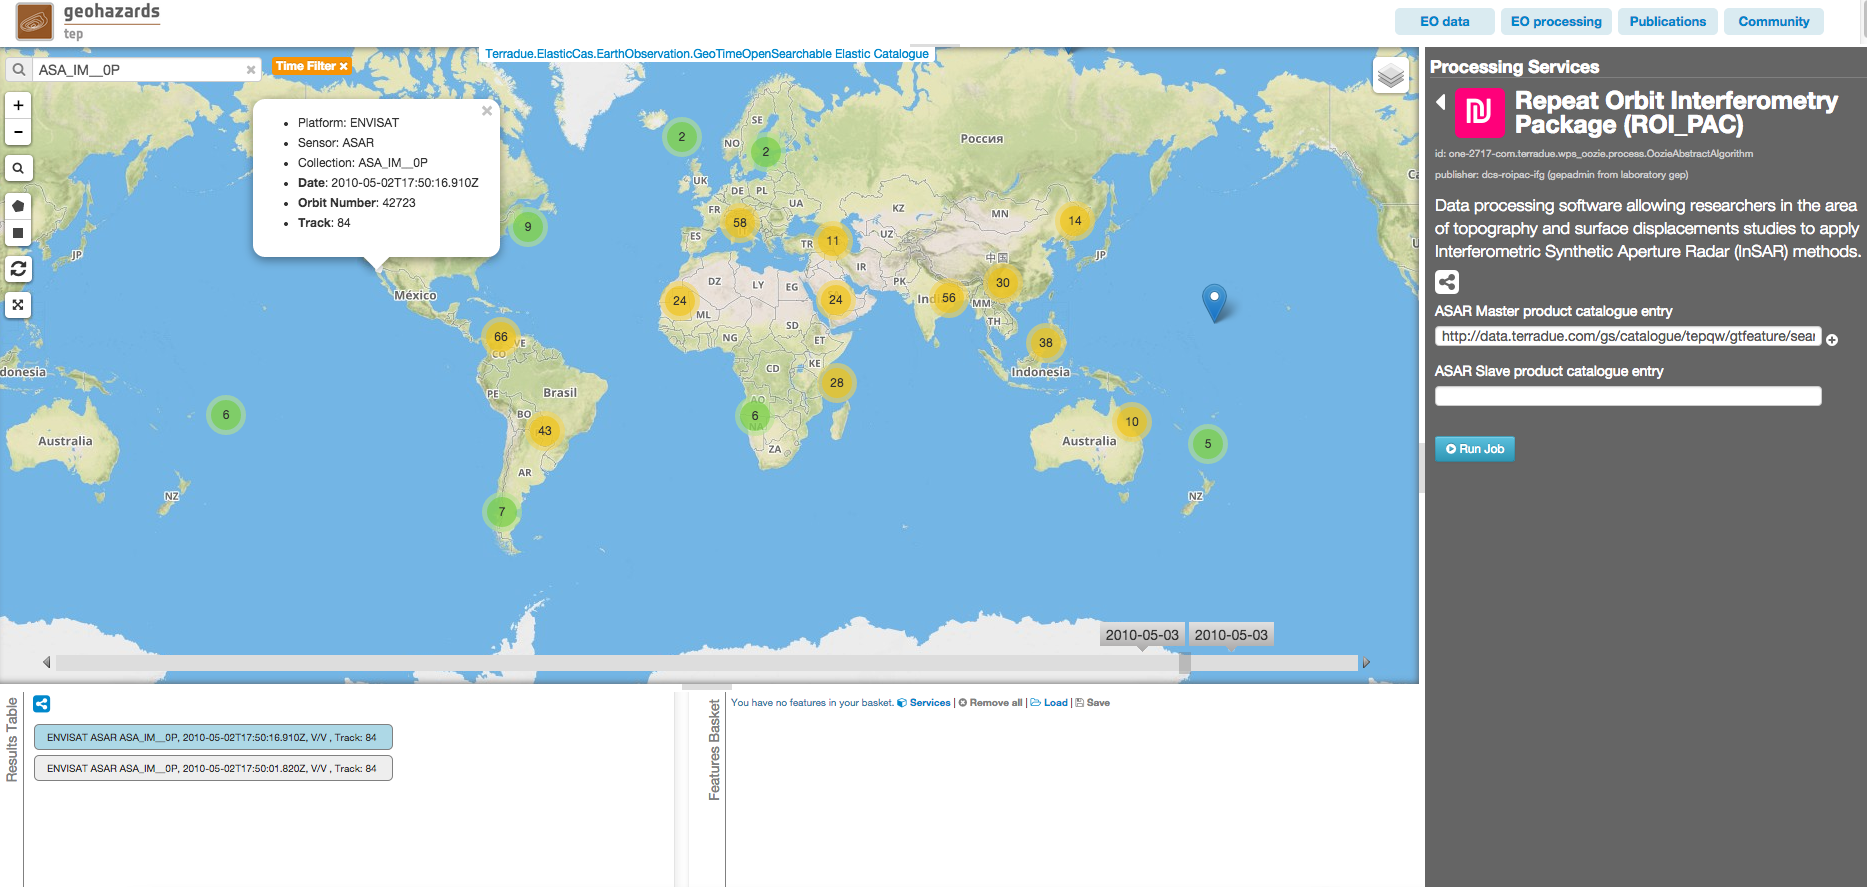 geohazards
tep
EO data
EO processing
Publications
Community
Terradue.ElasticCas.EarthObservation.GeoTimeOpenSearchable Elastic Catalogue
ASA_IM__0P
Time Filter ×
+
−
Platform: ENVISAT
Sensor: ASAR
Collection: ASA_IM__0P
Date: 2010-05-02T17:50:16.910Z
Orbit Number: 42723
Track: 84
SE
NO
2
2
Россия
UK
DE
PL
UA
FR
KZ
MN
9
58
14
ES
TR
11
UZ
JP
JP
中国
IR
DZ
LY
EG
PK
30
México
24
24
Ind
56
MM
ML
SD
TH
NG
ET
66
VE
CO
38
donesia
CD
KE
Indonesia
PE
Brasil
28
6
BO
AO
6
NA
10
Australia
43
Australia
5
ZA
AR
NZ
NZ
7
2010-05-03
2010-05-03
Processing Services
Repeat Orbit Interferometry
Package (ROI_PAC)
id: one-2717-com.terradue.wps_oozie.process.OozieAbstractAlgorithm
publisher: dcs-roipac-ifg (gepadmin from laboratory gep)
Data processing software allowing researchers in the area
of topography and surface displacements studies to apply
Interferometric Synthetic Aperture Radar (InSAR) methods.
ASAR Master product catalogue entry
http://data.terradue.com/gs/catalogue/tepqw/gtfeature/sear
ASAR Slave product catalogue entry
Run Job
Results Table
ENVISAT ASAR ASA_IM__0P, 2010-05-02T17:50:16.910Z, V/V , Track: 84
ENVISAT ASAR ASA_IM__0P, 2010-05-02T17:50:01.820Z, V/V , Track: 84
Features Basket
You have no features in your basket. Services | Remove all | Load | Save